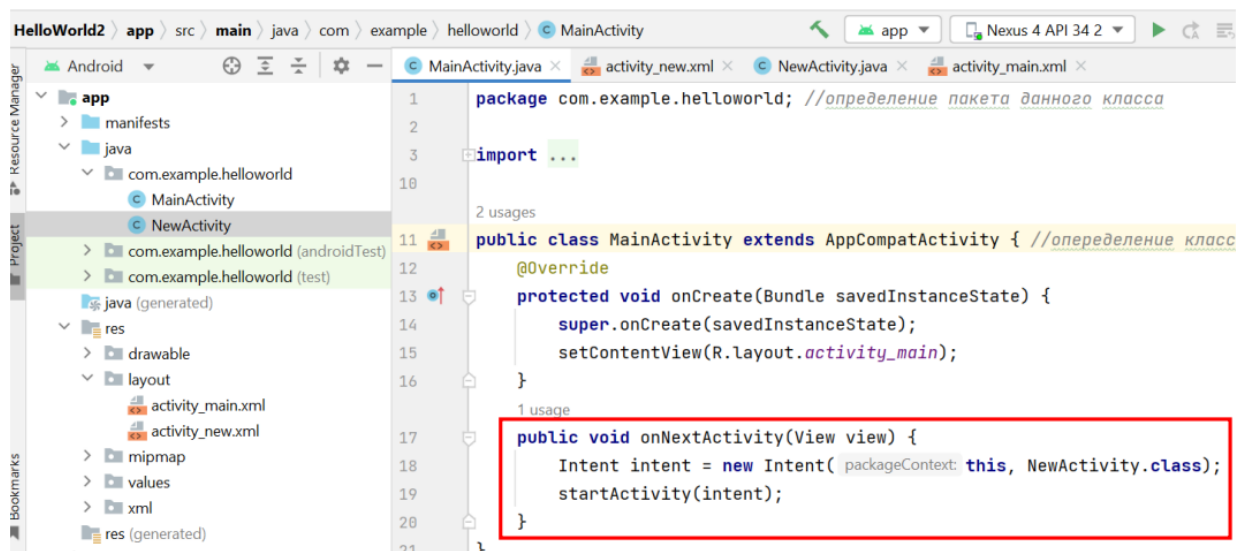 HelloWorld2 〉 app 〉 src 〉 main 〉 java 〉 com 〉 example 〉 helloworld 〉 C MainActivity
app
Nexus 4 API 34 2
Resource Manager
Project
Bookmarks
Android
app
manifests
java
com.example.helloworld
C MainActivity
C NewActivity
com.example.helloworld (androidTest)
com.example.helloworld (test)
java (generated)
res
drawable
layout
activity_main.xml
activity_new.xml
mipmap
values
xml
res (generated)
C MainActivity.java × activity_new.xml × C NewActivity.java × activity_main.xml ×
1 package com.example.helloworld; //определение пакета данного класса
2
3 import ...
10
2 usages
11 public class MainActivity extends AppCompatActivity { //опеределение класс
12 @Override
13 protected void onCreate(Bundle savedInstanceState) {
14 super.onCreate(savedInstanceState);
15 setContentView(R.layout.activity_main);
16 }
1 usage
17 public void onNextActivity(View view) {
18 Intent intent = new Intent( packageContext: this, NewActivity.class);
19 startActivity(intent);
20 }
21 }